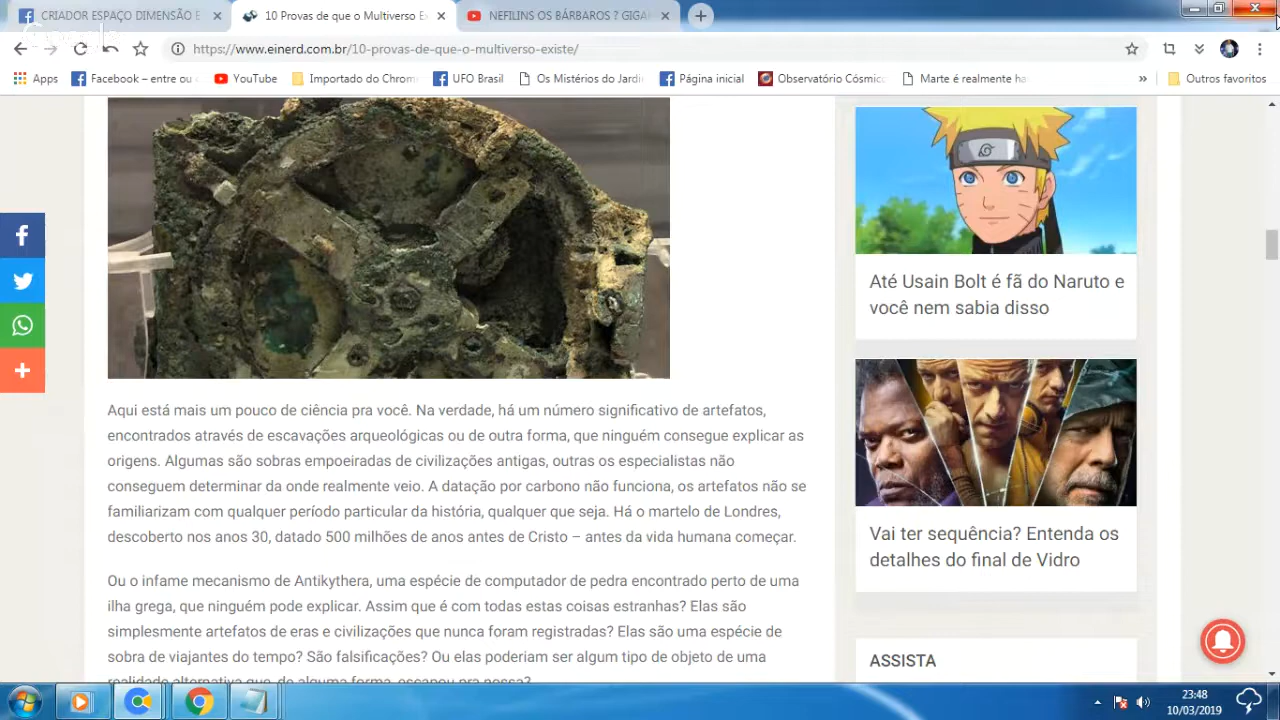 CRIADOR ESPAÇO DIMENSÃO E
10 Provas de que o Multiverso Ex
NEFILINS OS BÁRBAROS ? GIGA
Google
https://www.einerd.com.br/10-provas-de-que-o-multiverso-existe/
Apps
Facebook – entre ou
YouTube
Importado do Chrom
UFO Brasil
Os Mistérios do Jardi
Página inicial
Observatório Cósmic
Marte é realmente ha
»
Outros favoritos
Até Usain Bolt é fã do Naruto e
você nem sabia disso
Aqui está mais um pouco de ciência pra você. Na verdade, há um número significativo de artefatos,
encontrados através de escavações arqueológicas ou de outra forma, que ninguém consegue explicar as
origens. Algumas são sobras empoeiradas de civilizações antigas, outras os especialistas não
conseguem determinar da onde realmente veio. A datação por carbono não funciona, os artefatos não se
familiarizam com qualquer período particular da história, qualquer que seja. Há o martelo de Londres,
descoberto nos anos 30, datado 500 milhões de anos antes de Cristo – antes da vida humana começar.
Ou o infame mecanismo de Antikythera, uma espécie de computador de pedra encontrado perto de uma
ilha grega, que ninguém pode explicar. Assim que é com todas estas coisas estranhas? Elas são
simplesmente artefatos de eras e civilizações que nunca foram registradas? Elas são uma espécie de
sobra de viajantes do tempo? São falsificações? Ou elas poderiam ser algum tipo de objeto de uma
realidade alternativa que, de alguma forma, escapou pra nossa?
Vai ter sequência? Entenda os
detalhes do final de Vidro
ASSISTA
23:48
10/03/2019